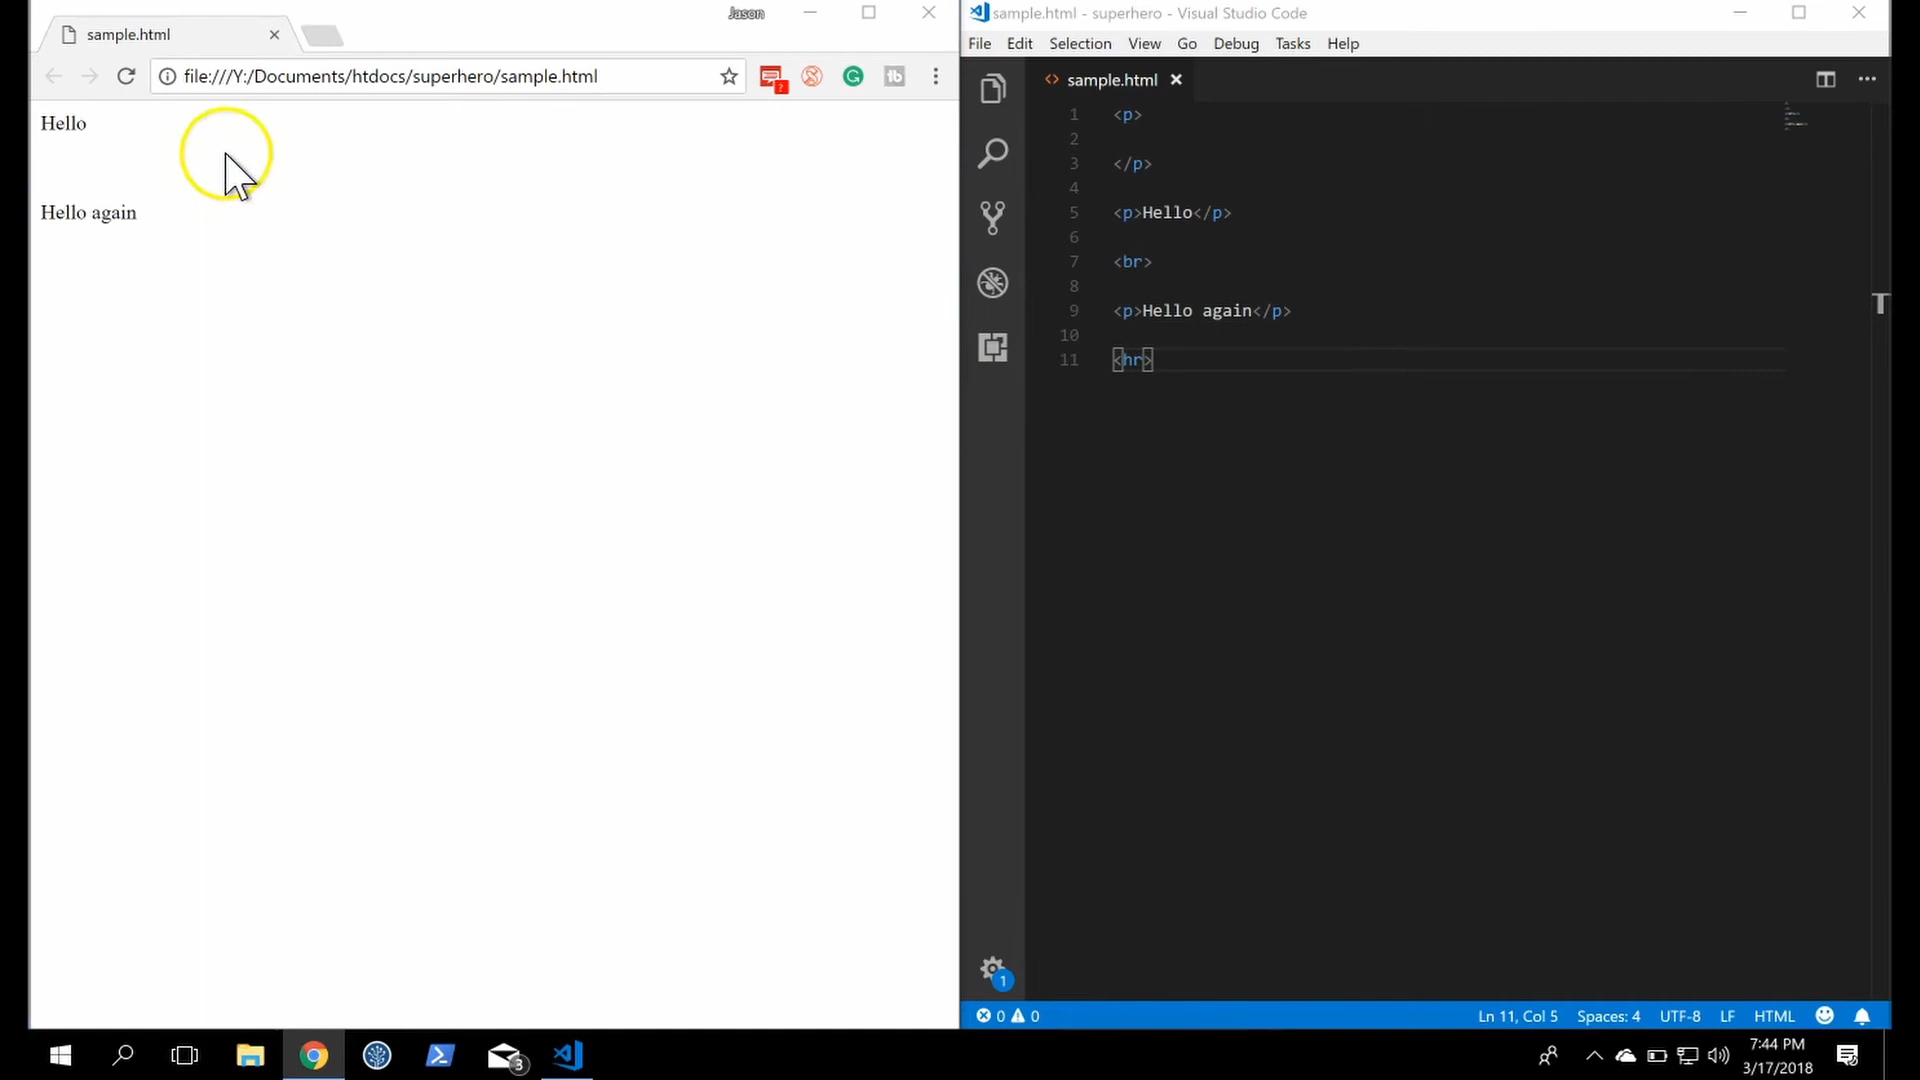 Jason
sample.html
file:///Y:/Documents/htdocs/superhero/sample.html
Hello
Hello again
sample.html - superhero - Visual Studio Code
File Edit Selection View Go Debug Tasks Help
sample.html
1 <p>
2
3 </p>
4
5 <p>Hello</p>
6
7 <br>
8
9 <p>Hello again</p>
10
11 <hr>
T
1
0 0 Ln 11, Col 5 Spaces: 4 UTF-8 LF HTML
3
7:44 PM
3/17/2018